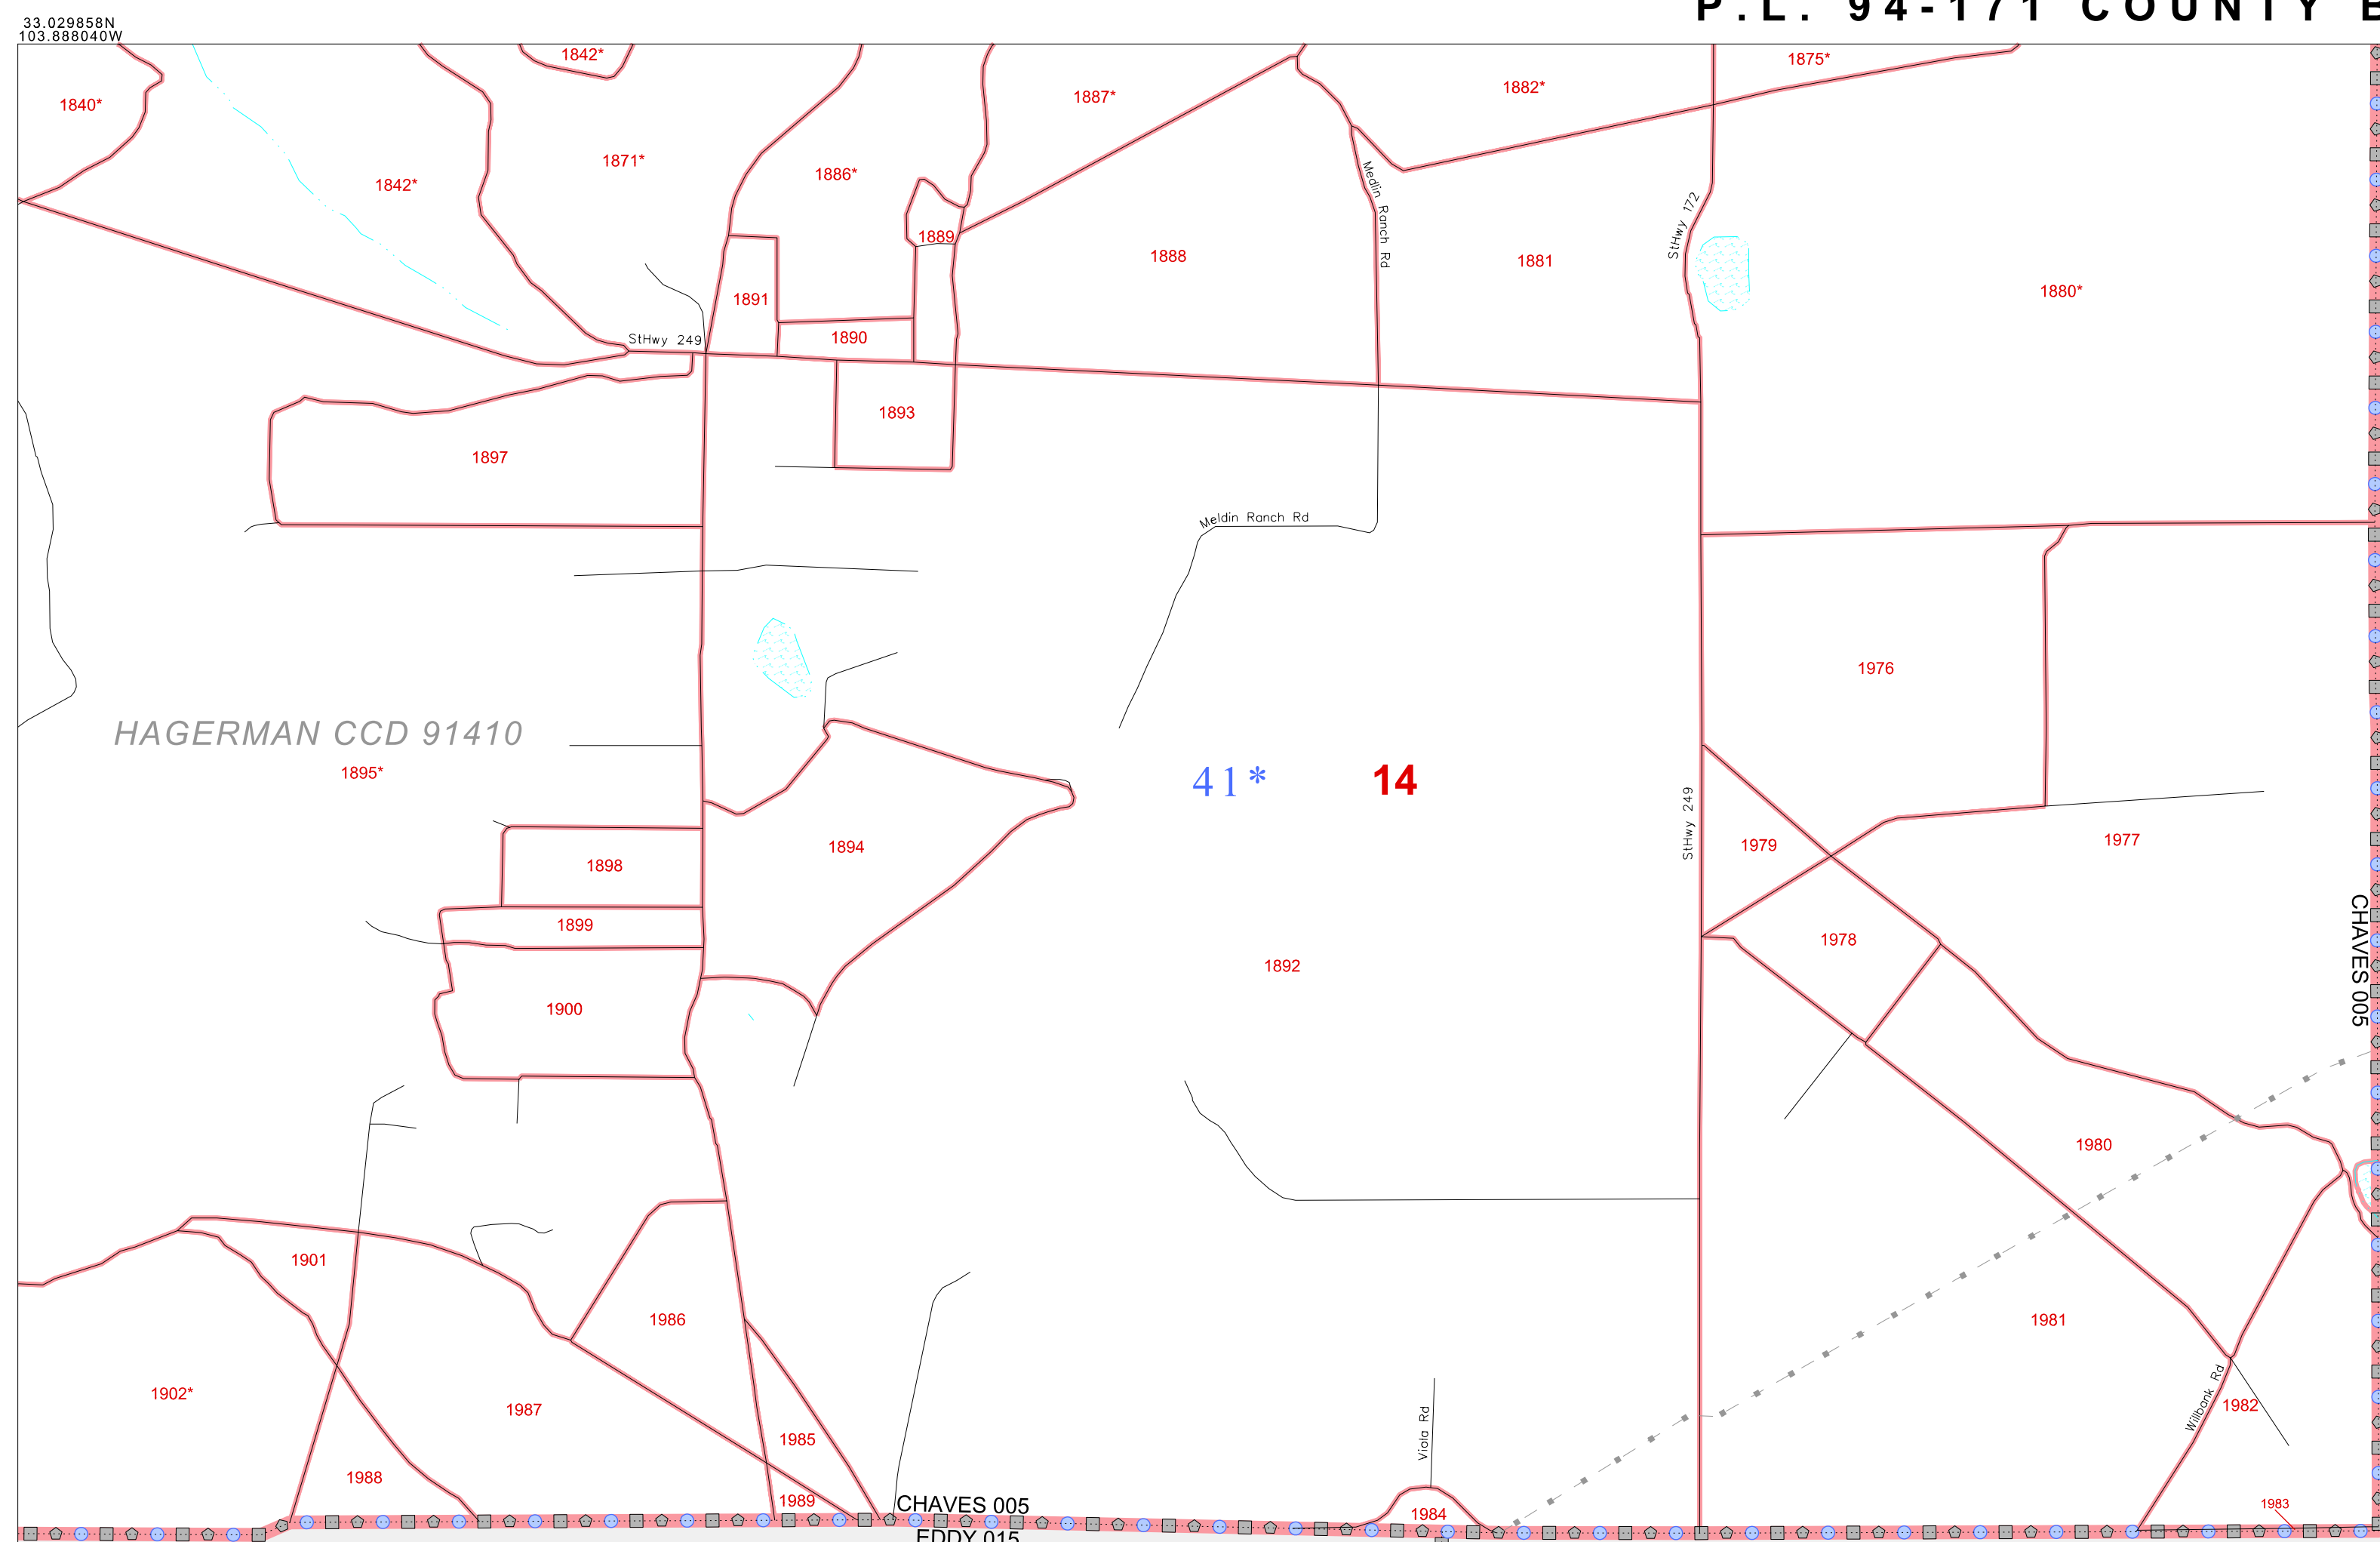 P.L. 94-171 COUNTY B
33.029858N
103.888040W
1842*
1875*
1840*
1887*
1882*
1871*
1886*
1842*
Medlin Ranch Rd
StHwy 172
1889
1888
1881
1880*
1891
StHwy 249
1890
1893
1897
Meldin Ranch Rd
1976
HAGERMAN CCD 91410
1895*
41*
14
StHwy 249
1979
1977
1894
1898
1899
1978
CHAVES 005
1892
1900
1980
1901
1986
1981
1902*
1987
Willbank Rd
1982
Viola Rd
1985
1988
1989
CHAVES 005
1984
1983
EDDY 015